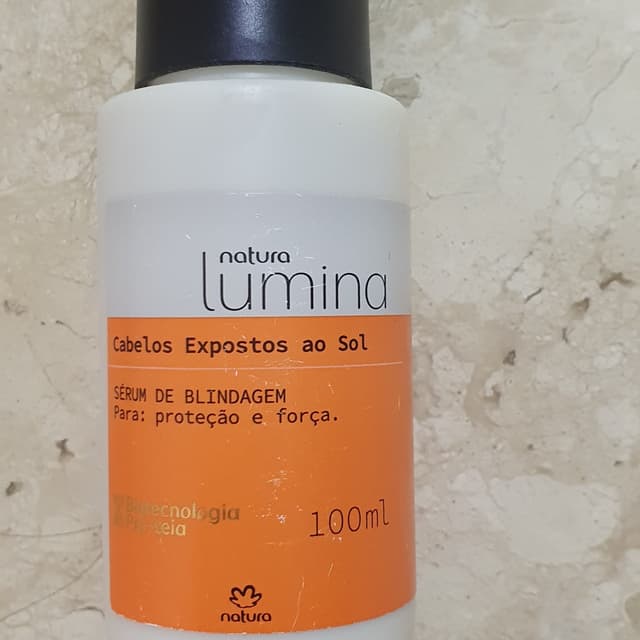 natura
lumina
Cabelos Expostos ao Sol
SÉRUM DE BLINDAGEM
Para: proteção e força.
Biotecnologia
100ml
natura